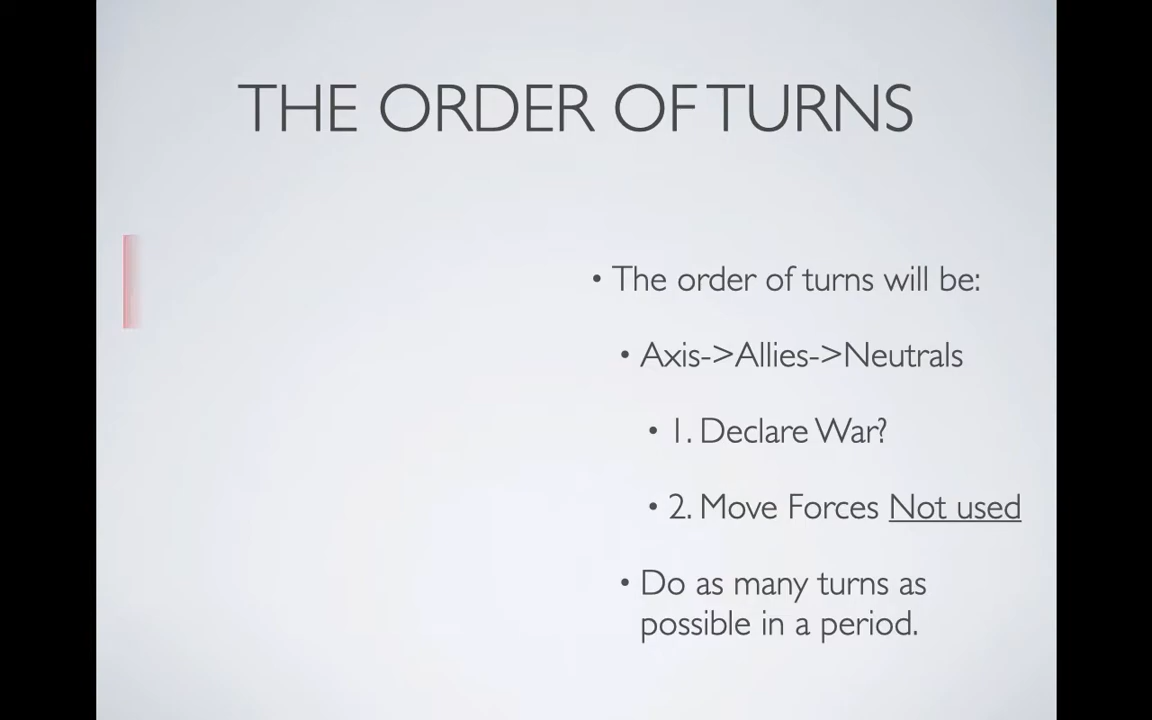 THE ORDER OF TURNS
• The order of turns will be:
• Axis->Allies->Neutrals
• 1. Declare War?
• 2. Move Forces Not used
• Do as many turns as
possible in a period.